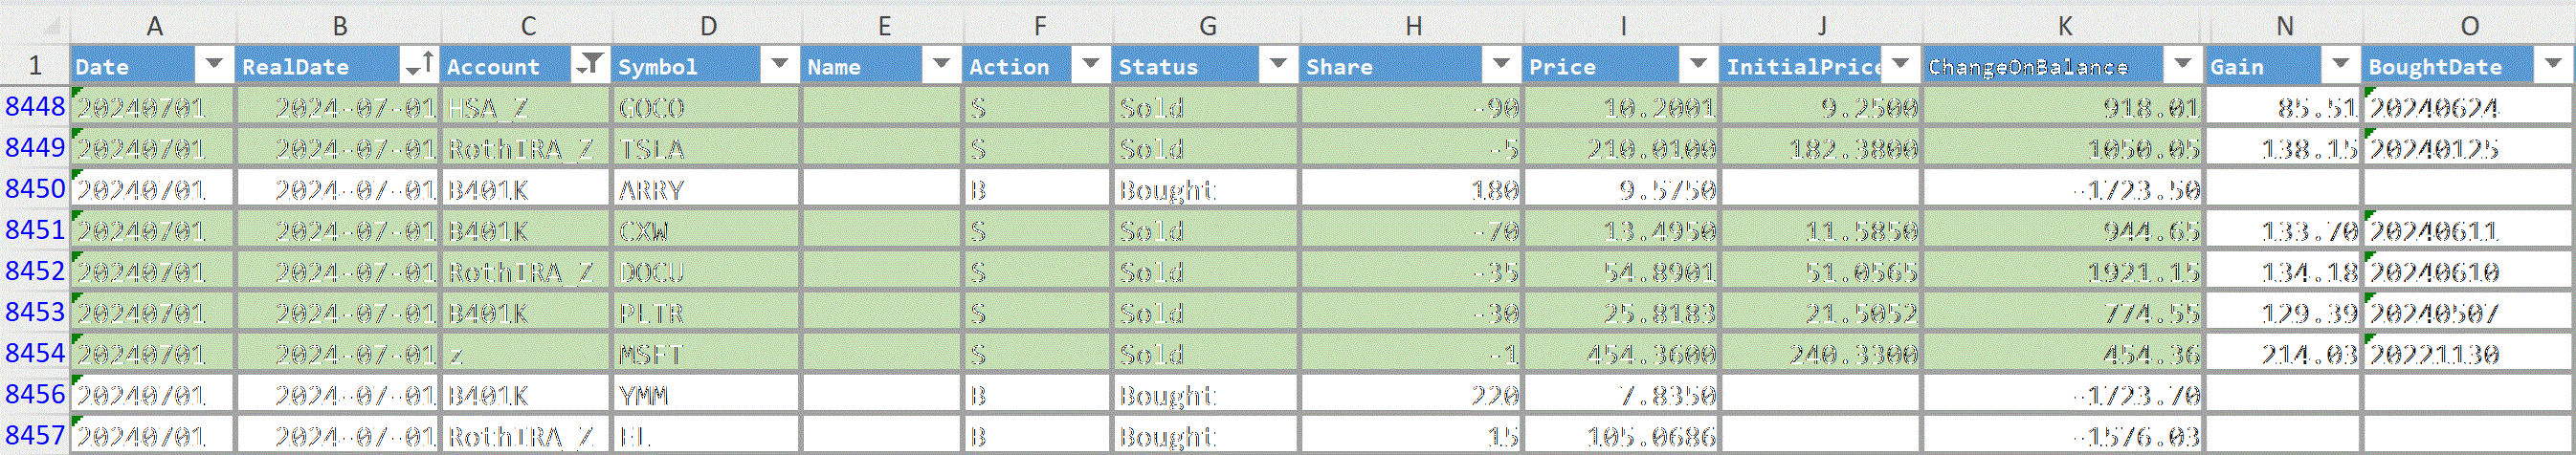 A B C D E F G H I J K N O
1 Date RealDate Account Symbol Name Action Status Share Price InitialPrice ChangeOnBalance Gain BoughtDate
8448 20240701 2024-07-01 HSA_Z GOCO S Sold -90 10.2001 9.2500 918.01 85.51 20240624
8449 20240701 2024-07-01 RothIRA_Z TSLA S Sold -5 210.0100 182.3800 1050.05 138.15 20240125
8450 20240701 2024-07-01 B401K ARRY B Bought 180 9.5750 -1723.50
8451 20240701 2024-07-01 B401K CXW S Sold -70 13.4950 11.5850 944.65 133.70 20240611
8452 20240701 2024-07-01 RothIRA_Z DOCU S Sold -35 54.8901 51.0565 1921.15 134.18 20240610
8453 20240701 2024-07-01 B401K PLTR S Sold -30 25.8183 21.5052 774.55 129.39 20240507
8454 20240701 2024-07-01 z MSFT S Sold -1 454.3600 240.3300 454.36 214.03 20221130
8456 20240701 2024-07-01 B401K YMM B Bought 220 7.8350 -1723.70
8457 20240701 2024-07-01 RothIRA_Z EL B Bought 15 105.0686 -1576.03